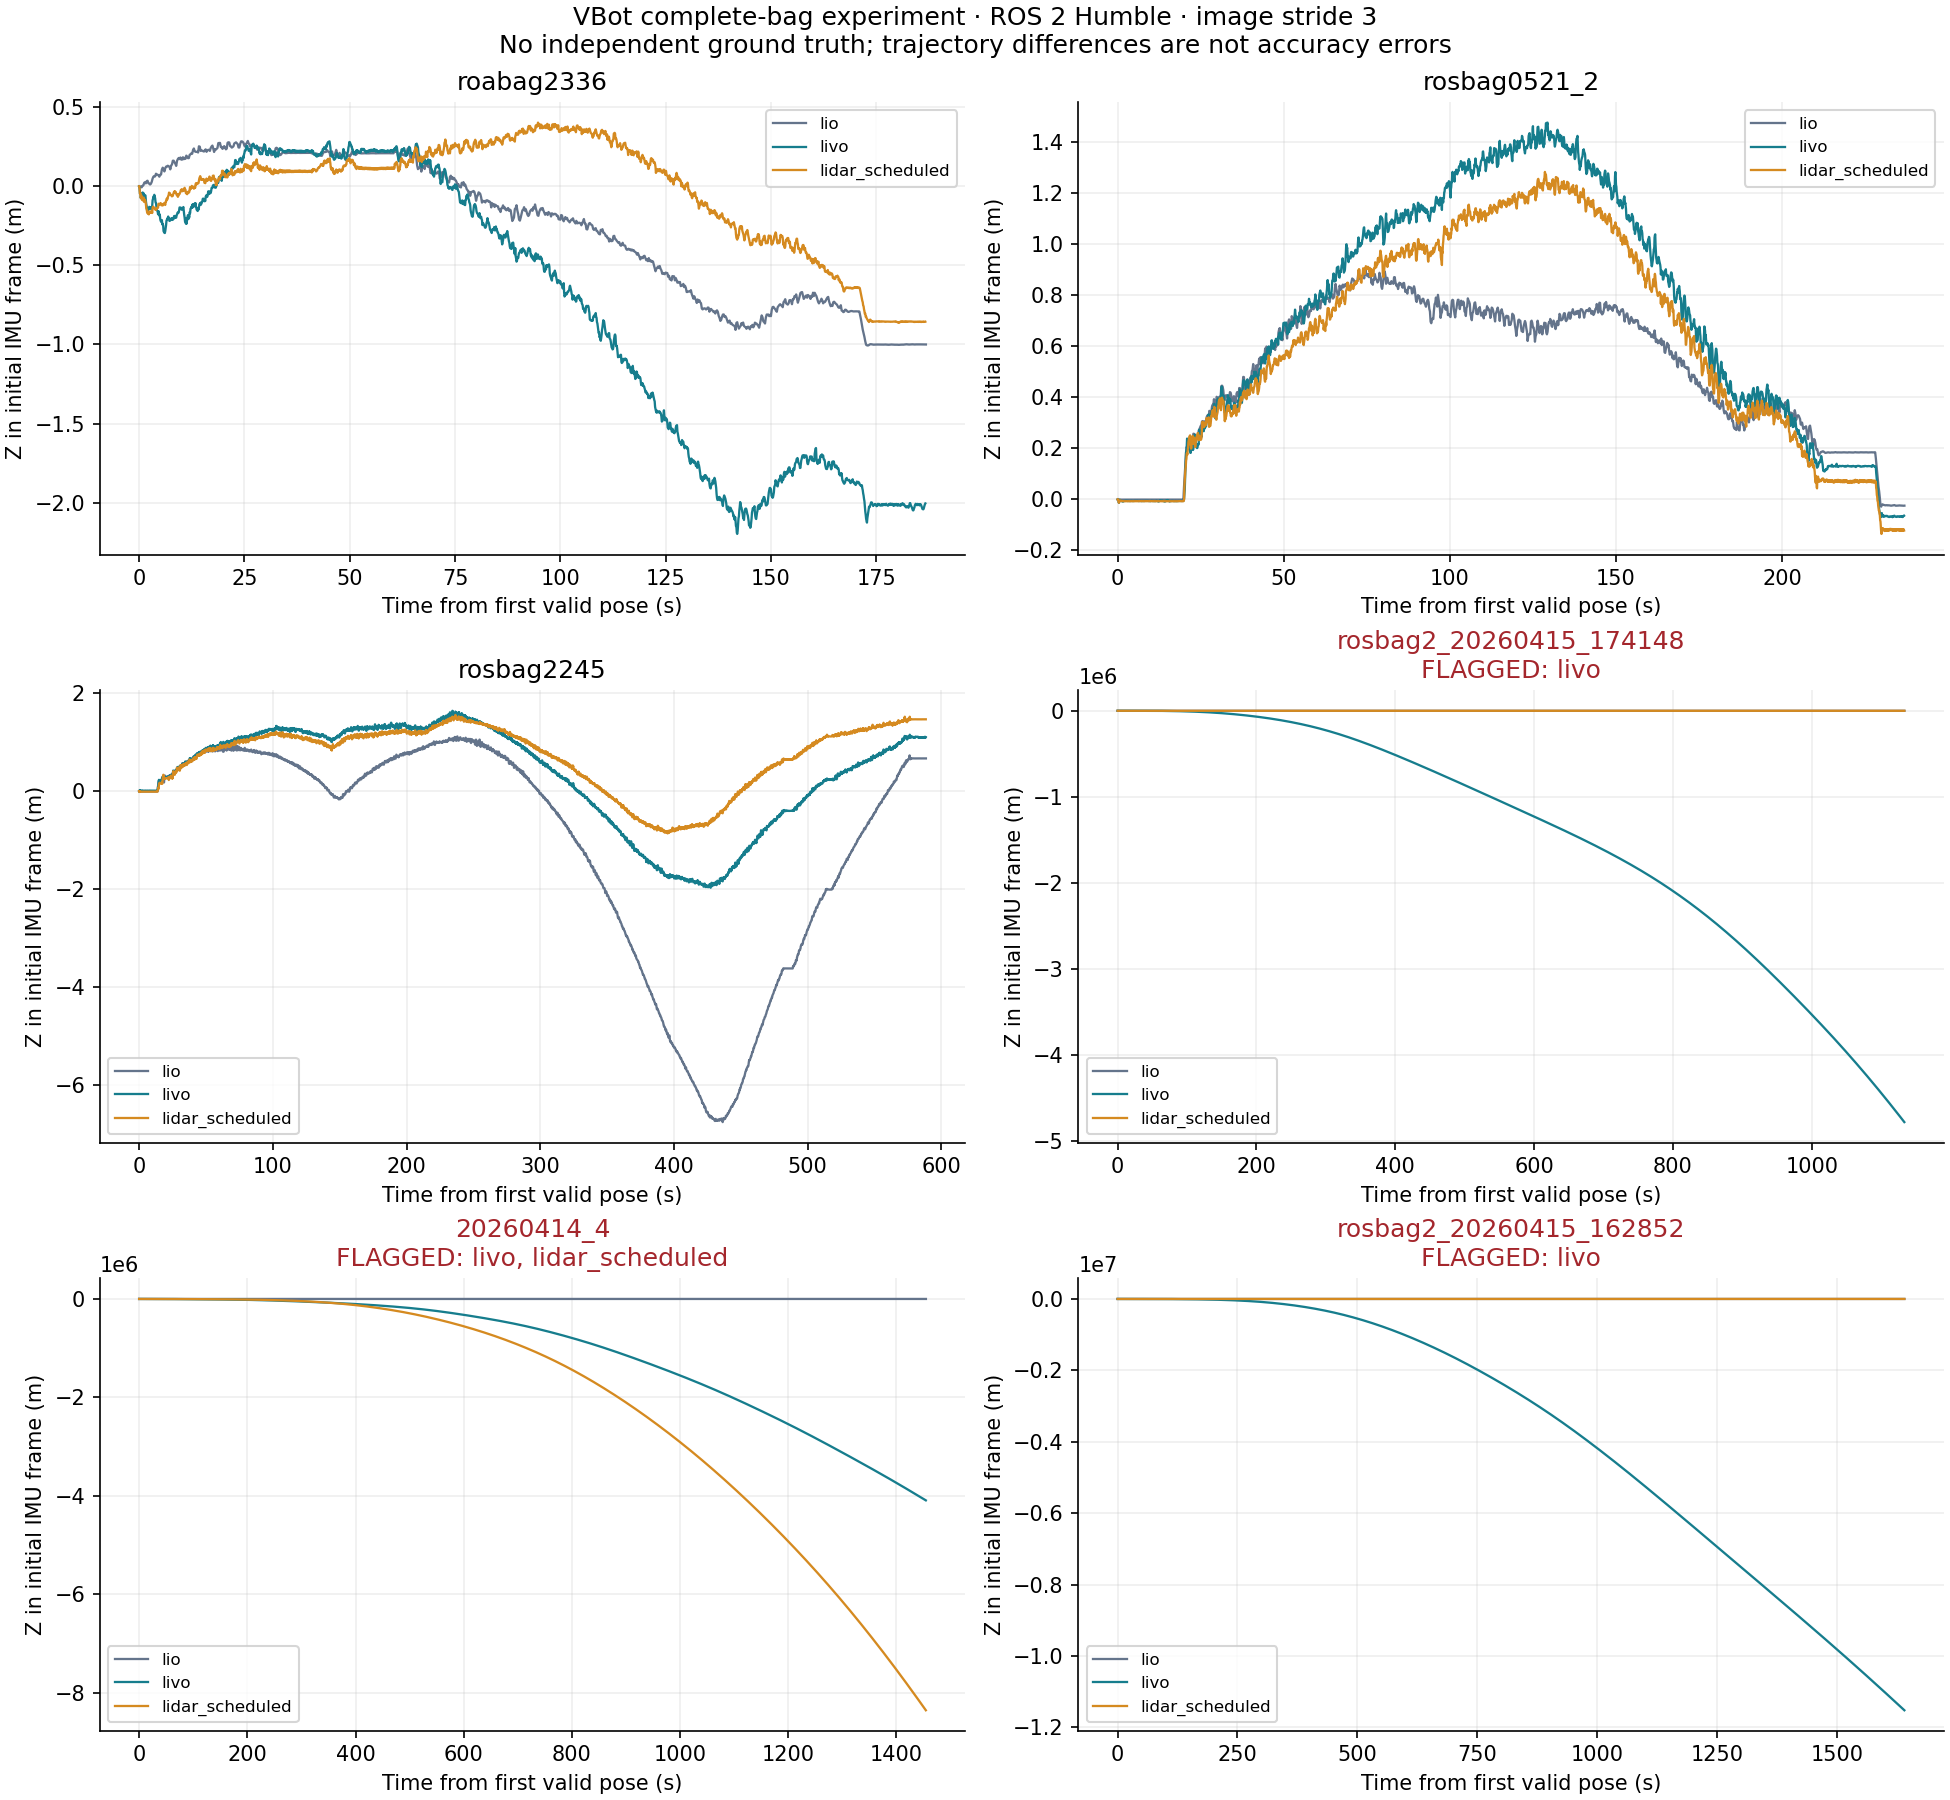 VBot complete-bag experiment · ROS 2 Humble · image stride 3
No independent ground truth; trajectory differences are not accuracy errors
roabag2336
0.5
0.0
−0.5
−1.0
−1.5
−2.0
Z in initial IMU frame (m)
lio
livo
lidar_scheduled
0 25 50 75 100 125 150 175
Time from first valid pose (s)
rosbag0521_2
1.4
1.2
1.0
0.8
0.6
0.4
0.2
0.0
−0.2
Z in initial IMU frame (m)
lio
livo
lidar_scheduled
0 50 100 150 200
Time from first valid pose (s)
rosbag2245
2
0
−2
−4
−6
Z in initial IMU frame (m)
lio
livo
lidar_scheduled
0 100 200 300 400 500 600
Time from first valid pose (s)
rosbag2_20260415_174148
FLAGGED: livo
1e6
0
−1
−2
−3
−4
−5
Z in initial IMU frame (m)
lio
livo
lidar_scheduled
0 200 400 600 800 1000
Time from first valid pose (s)
20260414_4
FLAGGED: livo, lidar_scheduled
1e6
0
−2
−4
−6
−8
Z in initial IMU frame (m)
lio
livo
lidar_scheduled
0 200 400 600 800 1000 1200 1400
Time from first valid pose (s)
rosbag2_20260415_162852
FLAGGED: livo
1e7
0.0
−0.2
−0.4
−0.6
−0.8
−1.0
−1.2
Z in initial IMU frame (m)
lio
livo
lidar_scheduled
0 250 500 750 1000 1250 1500
Time from first valid pose (s)